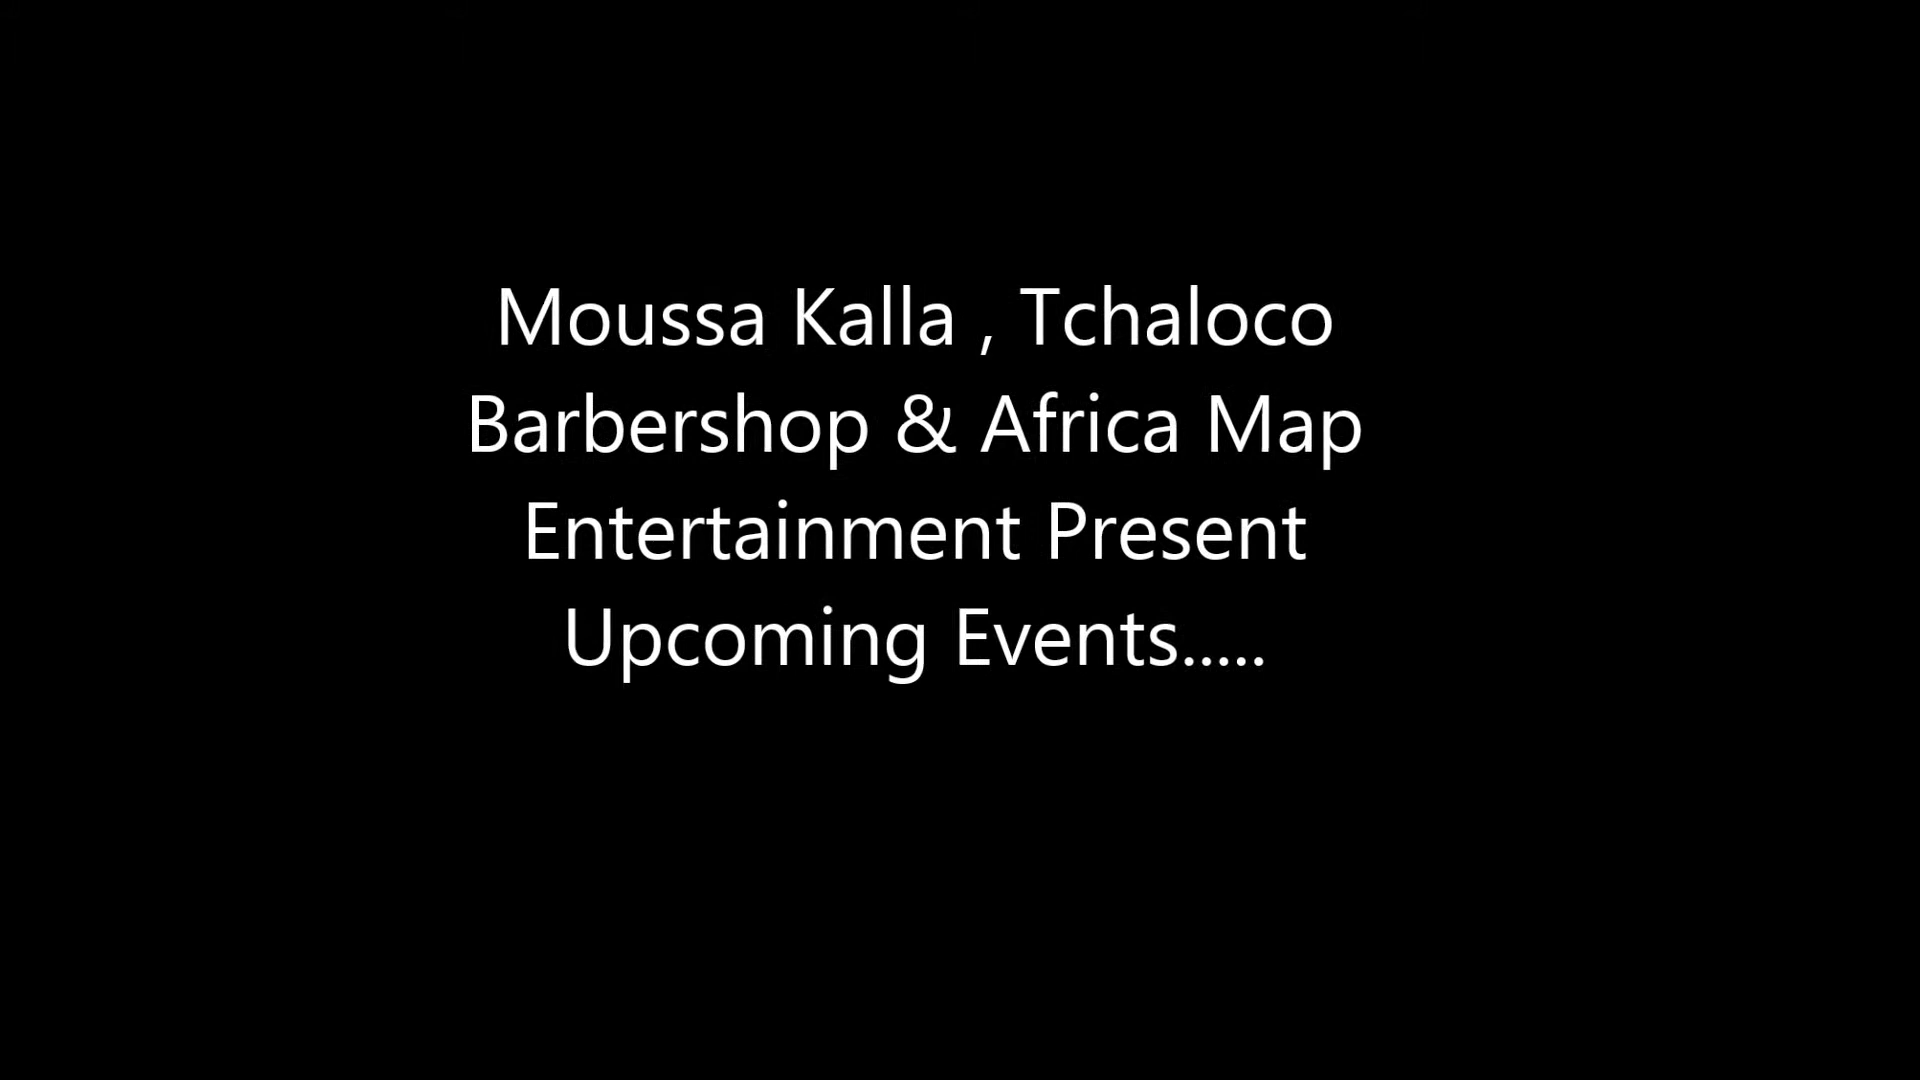 Moussa Kalla , Tchaloco
Barbershop & Africa Map
Entertainment Present
Upcoming Events.....